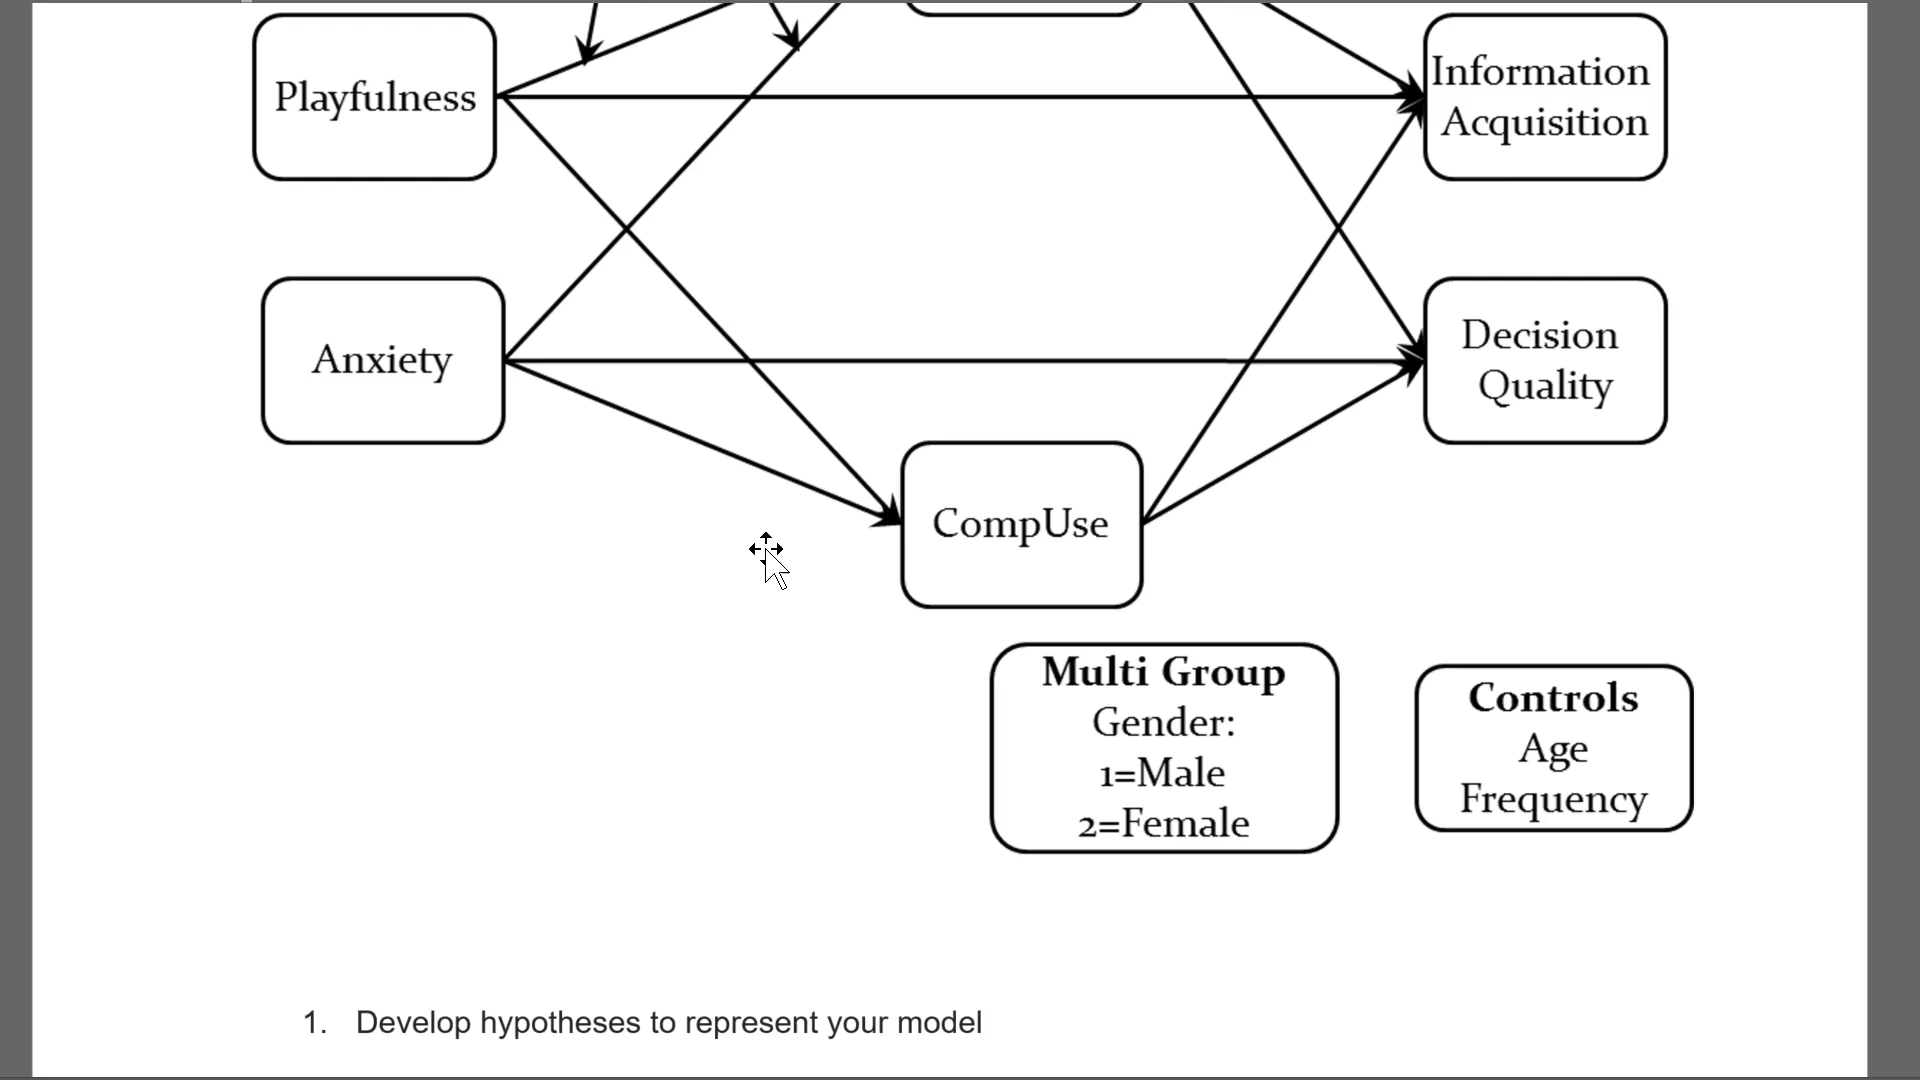 Playfulness
Information
Acquisition
Anxiety
Decision
Quality
CompUse
Multi Group
Gender:
1=Male
2=Female
Controls
Age
Frequency
1. Develop hypotheses to represent your model